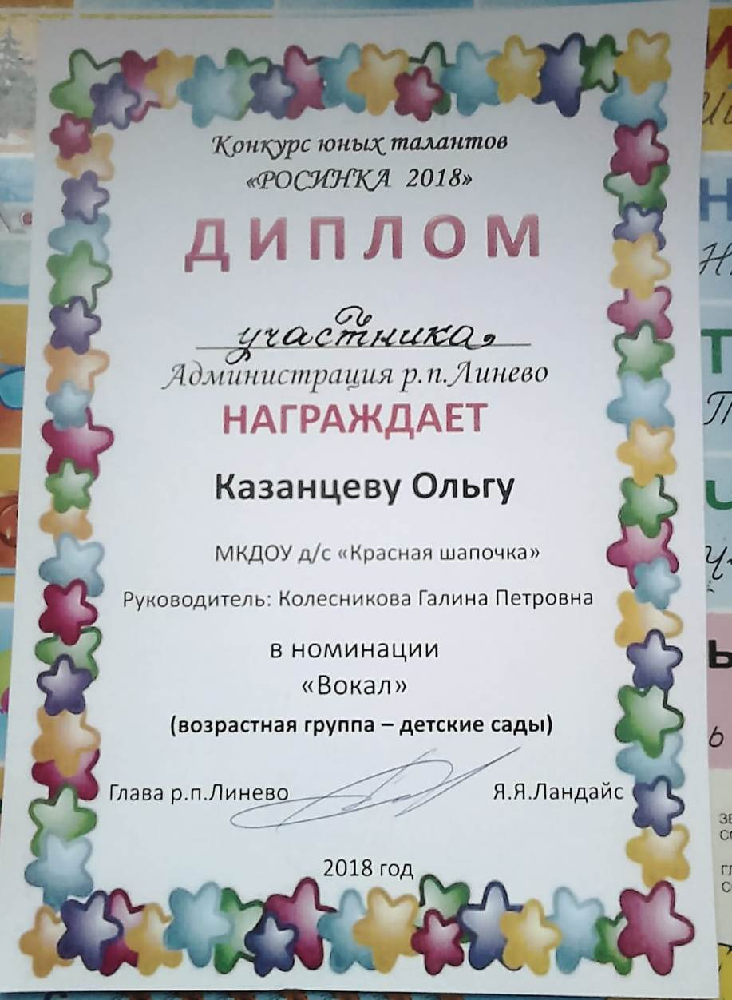 Конкурс юных талантов
«РОСИНКА 2018»
ДИПЛОМ
участника
Администрация р.п.Линево
НАГРАЖДАЕТ
Казанцеву Ольгу
МКДОУ д/с «Красная шапочка»
Руководитель: Колесникова Галина Петровна
в номинации
«Вокал»
(возрастная группа – детские сады)
Глава р.п.Линево Я.Я.Ландайс
2018 год